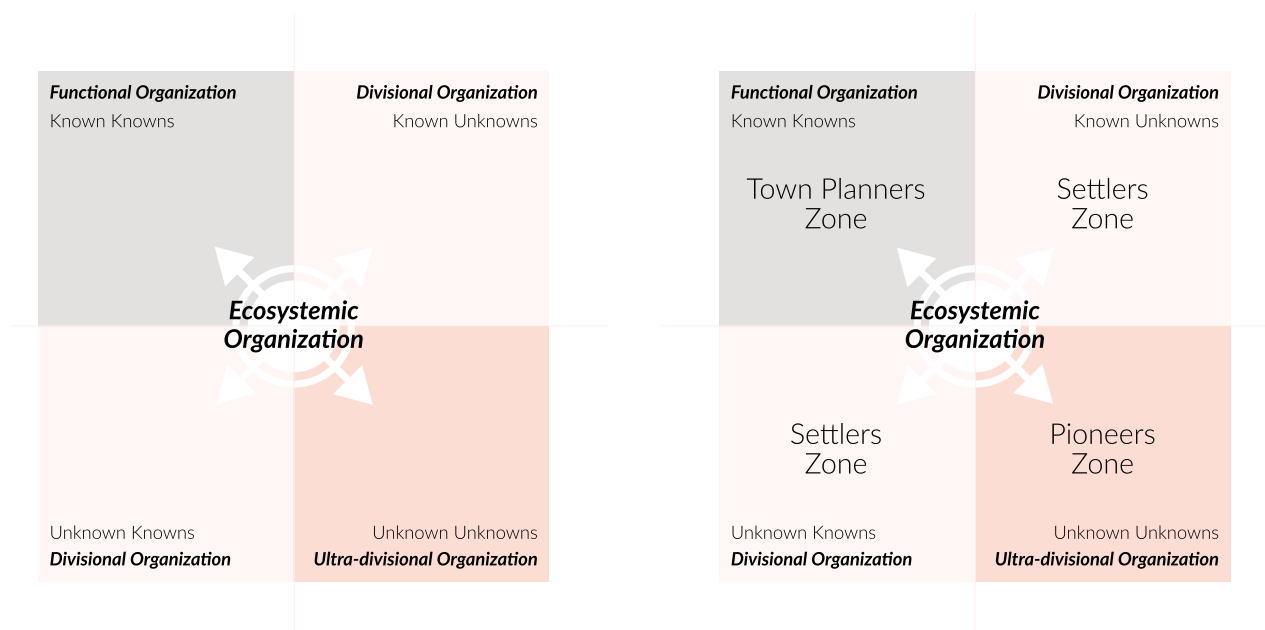 Functional Organization
Known Knowns
Divisional Organization
Known Unknowns
Ecosystemic
Organization
Unknown Knowns
Divisional Organization
Unknown Unknowns
Ultra-divisional Organization
Functional Organization
Known Knowns
Divisional Organization
Known Unknowns
Town Planners
Zone
Settlers
Zone
Ecosystemic
Organization
Settlers
Zone
Pioneers
Zone
Unknown Knowns
Divisional Organization
Unknown Unknowns
Ultra-divisional Organization